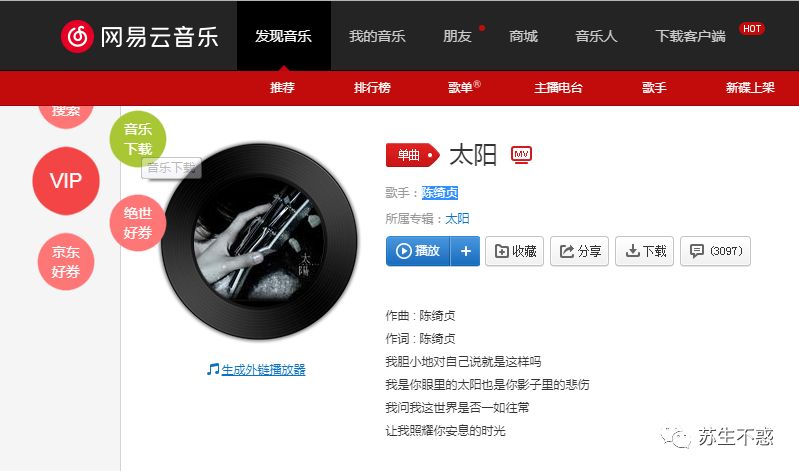 网易云音乐 发现音乐 我的音乐 朋友 商城 音乐人 下载客户端 HOT
推荐 排行榜 歌单® 主播电台 歌手 新碟上架
搜索
音乐
下载
音乐下载
VIP
绝世
好券
京东
好券
太阳...
单曲 太阳 MV
歌手：陈绮贞
所属专辑：太阳
播放 + 收藏 分享 下载 (3097)
作曲 : 陈绮贞
作词 : 陈绮贞
我胆小地对自己说就是这样吗
我是你眼里的太阳也是你影子里的悲伤
我问我这世界是否一如往常
让我照耀你安息的时光
生成外链播放器
苏生不惑